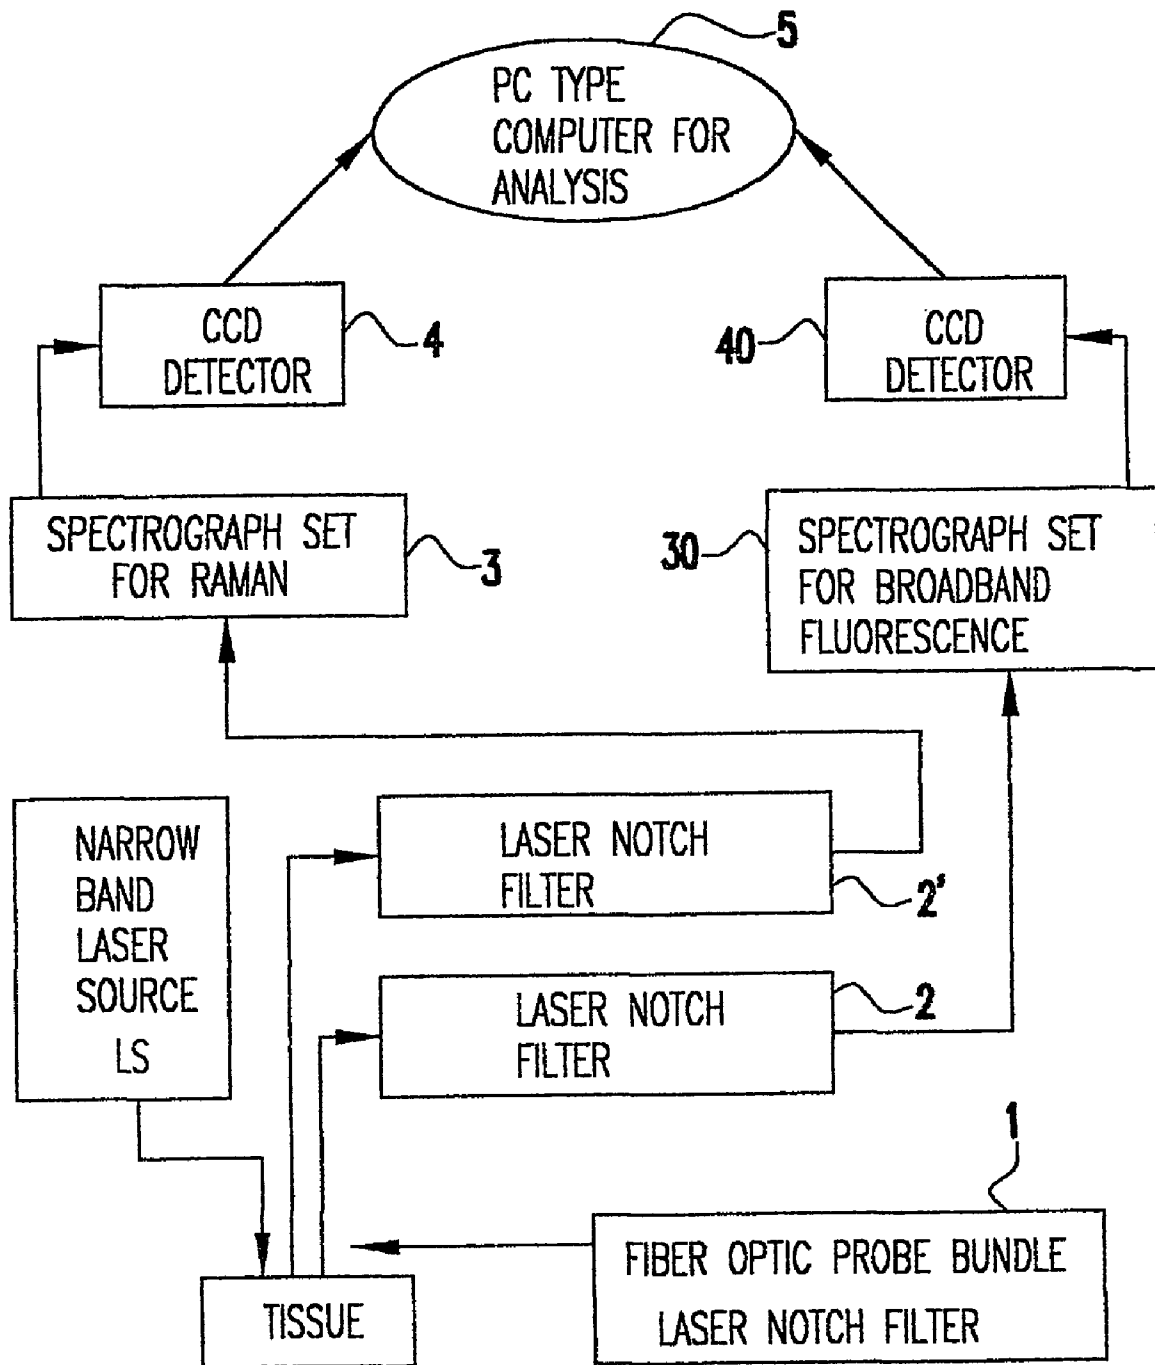 5
PC TYPE
COMPUTER FOR
ANALYSIS
CCD
DETECTOR
4
40
CCD
DETECTOR
SPECTROGRAPH SET
FOR RAMAN
3
30
SPECTROGRAPH SET
FOR BROADBAND
FLUORESCENCE
NARROW
BAND
LASER
SOURCE
LS
LASER NOTCH
FILTER
2'
LASER NOTCH
FILTER
2
1
FIBER OPTIC PROBE BUNDLE
LASER NOTCH FILTER
TISSUE